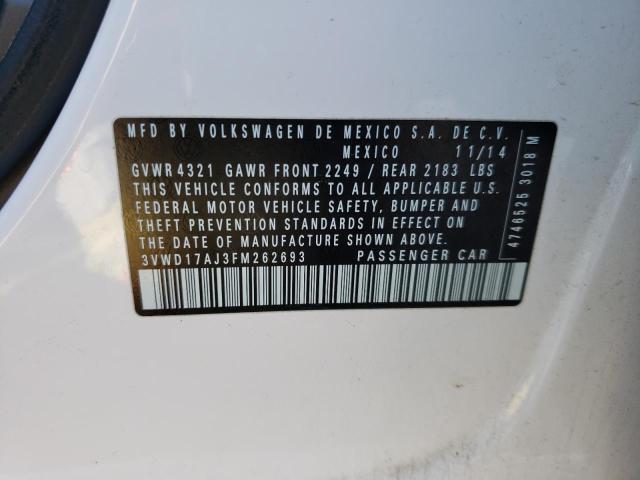 MVFD BY VOLKSWAGEN DE MEXICO S.A. DE C.V.
MEXICO 11/14
GVWR 4321 GAWR FRONT 2249 / REAR 2183 LBS
THIS VEHICLE CONFORMS TO ALL APPLICABLE U.S.
FEDERAL MOTOR VEHICLE SAFETY, BUMPER AND
THEFT PREVENTION STANDARDS IN EFFECT ON
THE DATE OF MANUFACTURE SHOWN ABOVE.
3VWD17AJ3FM262693 PASSENGER CAR
4746525 3018 M